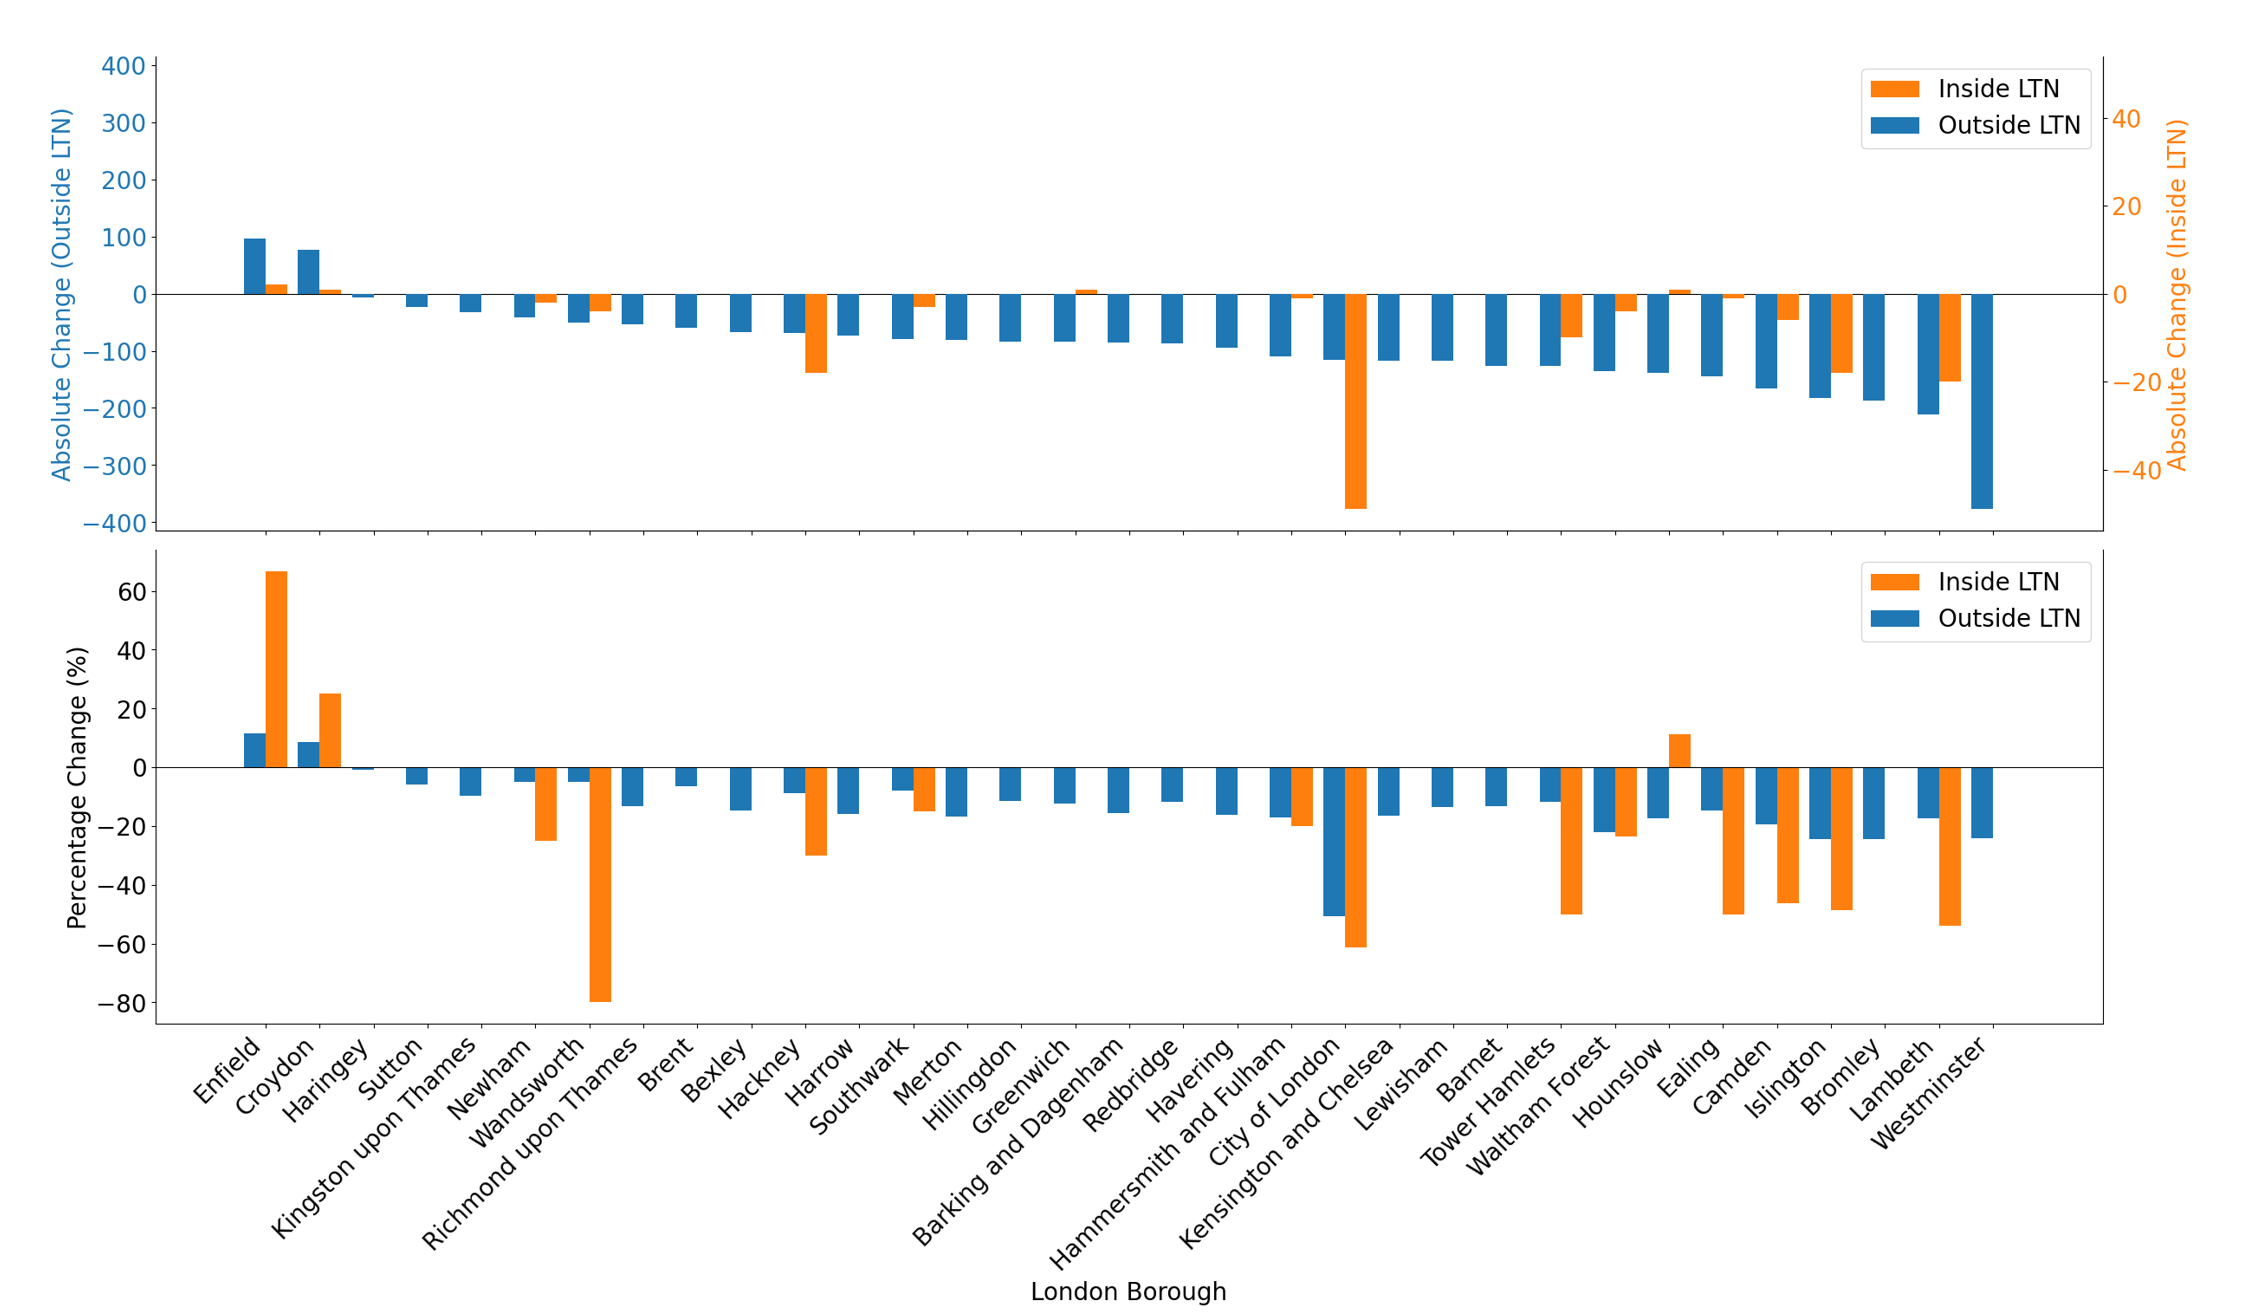 Absolute Change (Outside LTN)
400
300
200
100
0
−100
−200
−300
−400
Inside LTN
Outside LTN
40
20
0
−20
−40
Absolute Change (Inside LTN)
Percentage Change (%)
60
40
20
0
−20
−40
−60
−80
Inside LTN
Outside LTN
Enfield
Croydon
Haringey
Sutton
Kingston upon Thames
Newham
Wandsworth
Richmond upon Thames
Brent
Bexley
Hackney
Harrow
Southwark
Merton
Hillingdon
Greenwich
Barking and Dagenham
Redbridge
Havering
Hammersmith and Fulham
City of London
Kensington and Chelsea
Lewisham
Barnet
Tower Hamlets
Waltham Forest
Hounslow
Ealing
Camden
Islington
Bromley
Lambeth
Westminster
London Borough